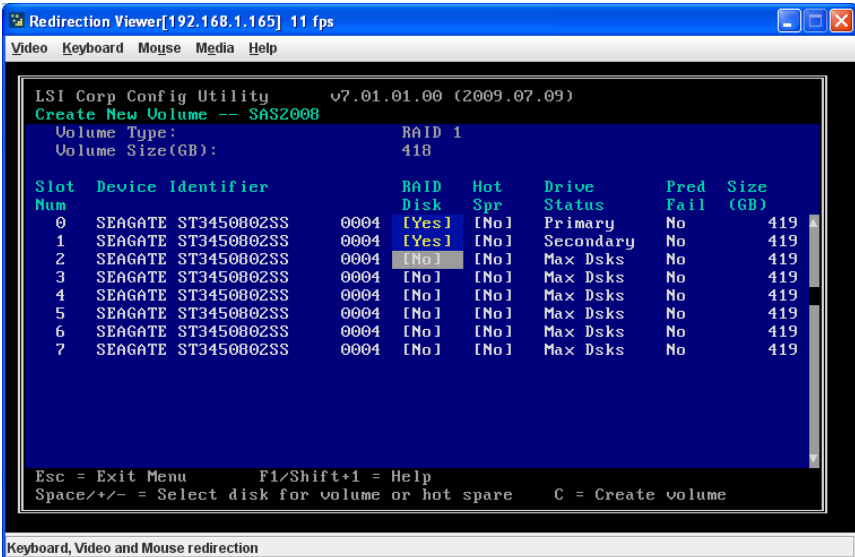 Redirection Viewer[192.168.1.165] 11 fps
Video Keyboard Mouse Media Help
LSI Corp Config Utility v7.01.01.00 (2009.07.09)
Create New Volume -- SAS2008
Volume Type: RAID 1
Volume Size(GB): 418
Slot Device Identifier RAID Hot Drive Pred Size
Num Disk Spr Status Fail (GB)
0 SEAGATE ST3450802SS 0004 [Yes] [No] Primary No 419
1 SEAGATE ST3450802SS 0004 [Yes] [No] Secondary No 419
2 SEAGATE ST3450802SS 0004 [No] [No] Max Dsks No 419
3 SEAGATE ST3450802SS 0004 [No] [No] Max Dsks No 419
4 SEAGATE ST3450802SS 0004 [No] [No] Max Dsks No 419
5 SEAGATE ST3450802SS 0004 [No] [No] Max Dsks No 419
6 SEAGATE ST3450802SS 0004 [No] [No] Max Dsks No 419
7 SEAGATE ST3450802SS 0004 [No] [No] Max Dsks No 419
Esc = Exit Menu F1/Shift+1 = Help
Space/+/- = Select disk for volume or hot spare C = Create volume
Keyboard, Video and Mouse redirection